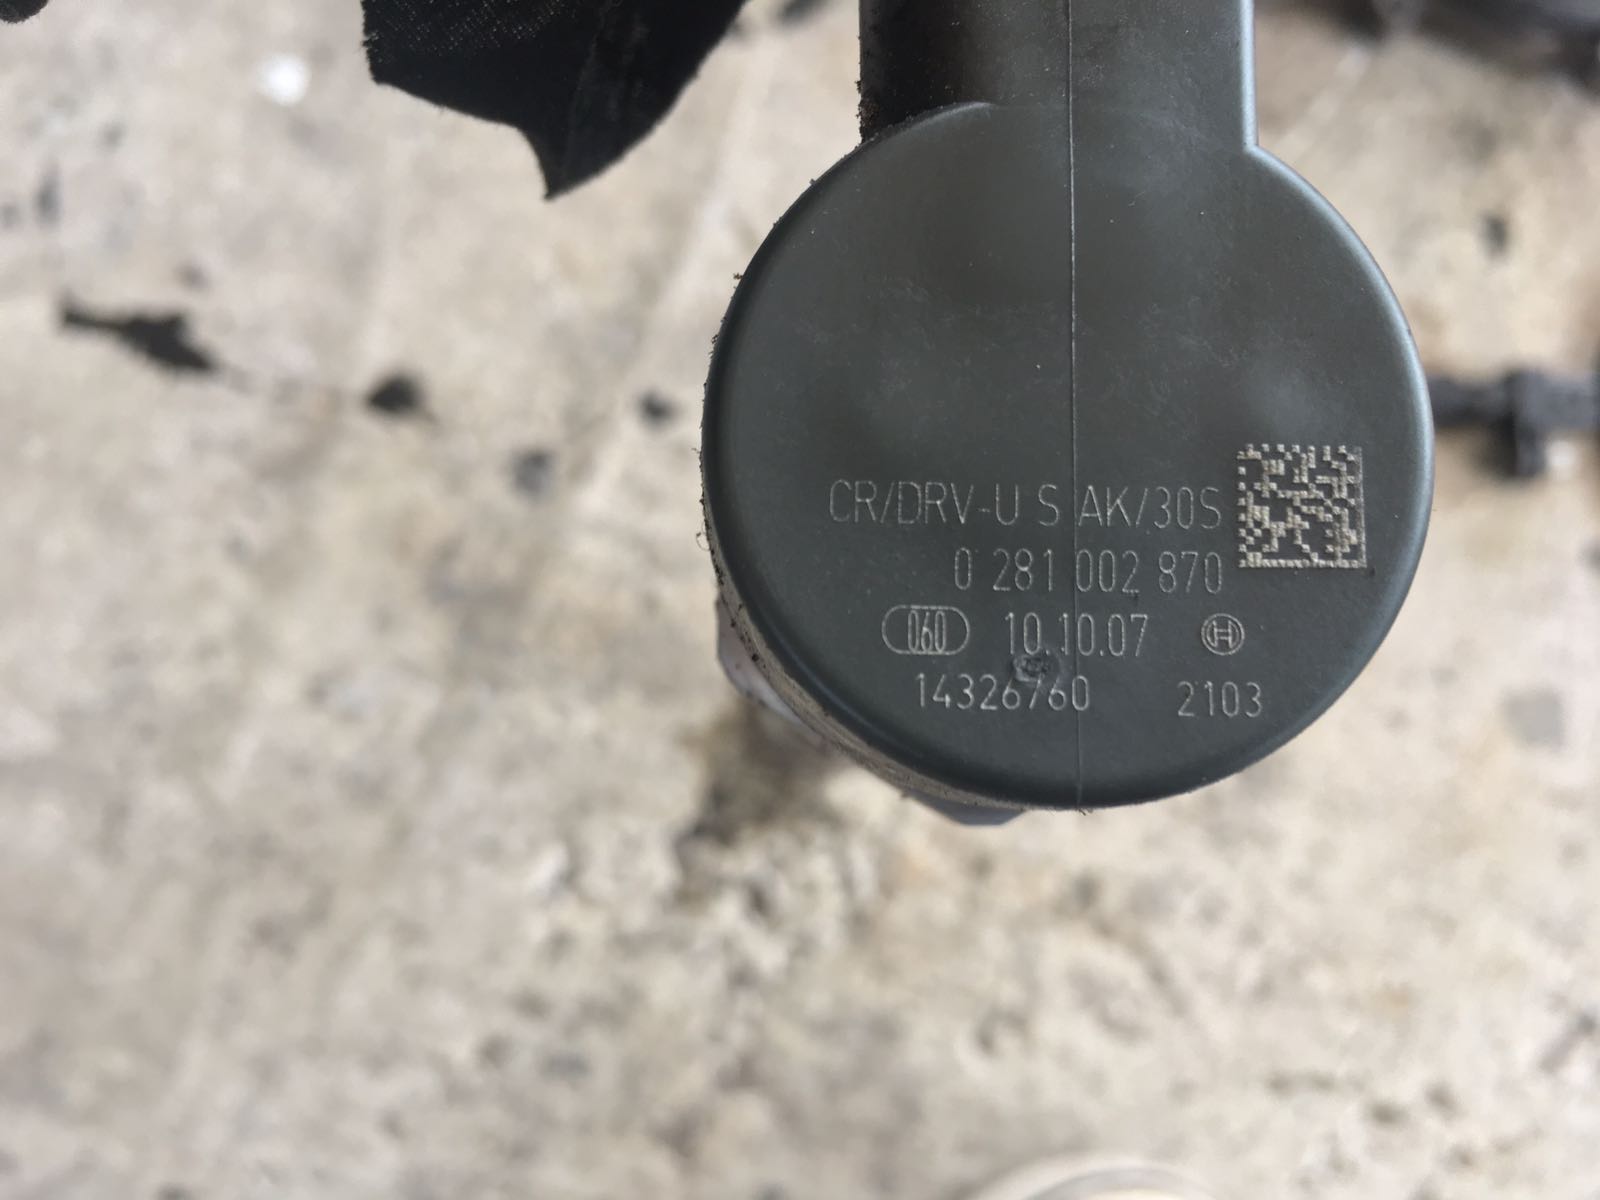 CR/DRV-U S AK/30S
0 281 002 870
060 10.10.07
14326760 2103